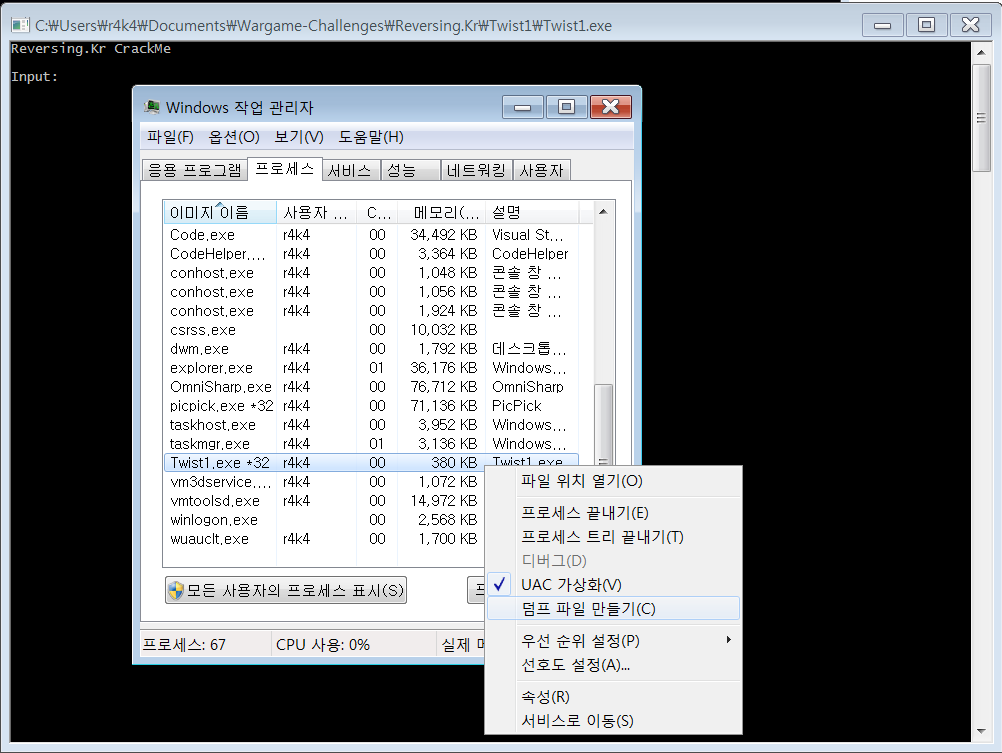 C:₩Users₩r4k4₩Documents₩Wargame-Challenges₩Reversing.Kr₩Twist1₩Twist1.exe
Reversing.Kr CrackMe
Input:
Windows 작업 관리자
파일(F) 옵션(O) 보기(V) 도움말(H)
응용 프로그램 프로세스 서비스 성능 네트워킹 사용자
이미지 이름 사용자 ... C... 메모리(... 설명
Code.exe r4k4 00 34,492 KB Visual St...
CodeHelper.... r4k4 00 3,364 KB CodeHelper
conhost.exe r4k4 00 1,048 KB 콘솔 창 ...
conhost.exe r4k4 00 1,056 KB 콘솔 창 ...
conhost.exe r4k4 00 1,924 KB 콘솔 창 ...
csrss.exe 00 10,032 KB
dwm.exe r4k4 00 1,792 KB 데스크톱...
explorer.exe r4k4 01 36,176 KB Windows...
OmniSharp.exe r4k4 00 76,712 KB OmniSharp
picpick.exe *32 r4k4 00 71,136 KB PicPick
taskhost.exe r4k4 00 3,952 KB Windows...
taskmgr.exe r4k4 01 3,136 KB Windows...
Twist1.exe *32 r4k4 00 380 KB Twist1.exe
vm3dservice.... r4k4 00 1,072 KB
vmtoolsd.exe r4k4 00 14,972 KB
winlogon.exe 00 2,568 KB
wuauclt.exe r4k4 00 1,700 KB
모든 사용자의 프로세스 표시(S)
프로세스: 67 CPU 사용: 0% 실제
파일 위치 열기(O)
프로세스 끝내기(E)
프로세스 트리 끝내기(T)
디버그(D)
UAC 가상화(V)
덤프 파일 만들기(C)
우선 순위 설정(P)
선호도 설정(A)...
속성(R)
서비스로 이동(S)